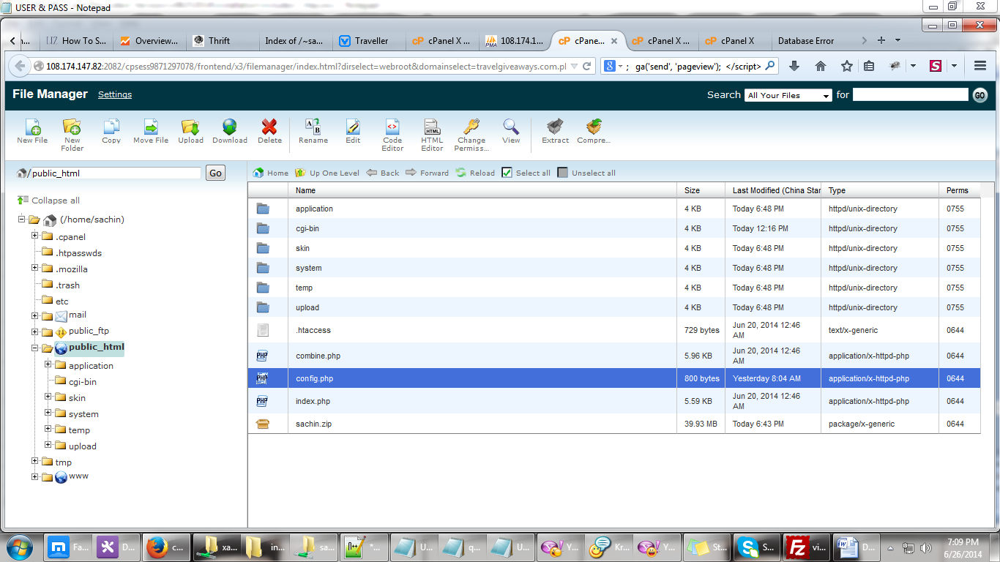 USER & PASS - Notepad
n...
How To S...
Overview...
Thrift
Index of /~sa...
Traveller
cPanel X ...
108.174.1...
cPane...
cPanel X ...
cPanel X
Database Error
108.174.147.82:2082/cpsess9871297078/frontend/x3/filemanager/index.html?dirselect=webroot&domainselect=travelgiveaways.com.pl
; ga('send', 'pageview'); </script>
File Manager Settings
Search All Your Files for GO
New File
New Folder
Copy
Move File
Upload
Download
Delete
Rename
Edit
Code Editor
HTML Editor
Change Permiss...
View
Extract
Compre...
/ public_html Go
Home Up One Level Back Forward Reload Select all Unselect all
Collapse all
(/home/sachin)
.cpanel
.htpasswds
.mozilla
.trash
etc
mail
public_ftp
public_html
application
cgi-bin
skin
system
temp
upload
tmp
www
Name Size Last Modified (China Star Type Perms
application 4 KB Today 6:48 PM httpd/unix-directory 0755
cgi-bin 4 KB Today 12:16 PM httpd/unix-directory 0755
skin 4 KB Today 6:48 PM httpd/unix-directory 0755
system 4 KB Today 6:48 PM httpd/unix-directory 0755
temp 4 KB Today 6:48 PM httpd/unix-directory 0755
upload 4 KB Today 6:48 PM httpd/unix-directory 0755
.htaccess 729 bytes Jun 20, 2014 12:46 AM text/x-generic 0644
combine.php 5.96 KB Jun 20, 2014 12:46 AM application/x-httpd-php 0644
config.php 800 bytes Yesterday 8:04 AM application/x-httpd-php 0644
index.php 5.59 KB Jun 20, 2014 12:46 AM application/x-httpd-php 0644
sachin.zip 39.93 MB Today 6:43 PM package/x-generic 0644
Fa... D... c... xa... in... sa... "... U... q... U... Y... Kr... Y... St... S... vi... D...
7:09 PM
6/26/2014